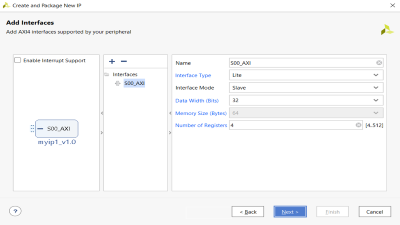 Create and Package New IP
Add Interfaces
Add AXI4 interfaces supported by your peripheral
Enable Interrupt Support
S00_AXI
myip1_v1.0
Interfaces
S00_AXI
Name S00_AXI
Interface Type Lite
Interface Mode Slave
Data Width (Bits) 32
Memory Size (Bytes) 64
Number of Registers 4 [4..512]
? < Back Next > Finish Cancel